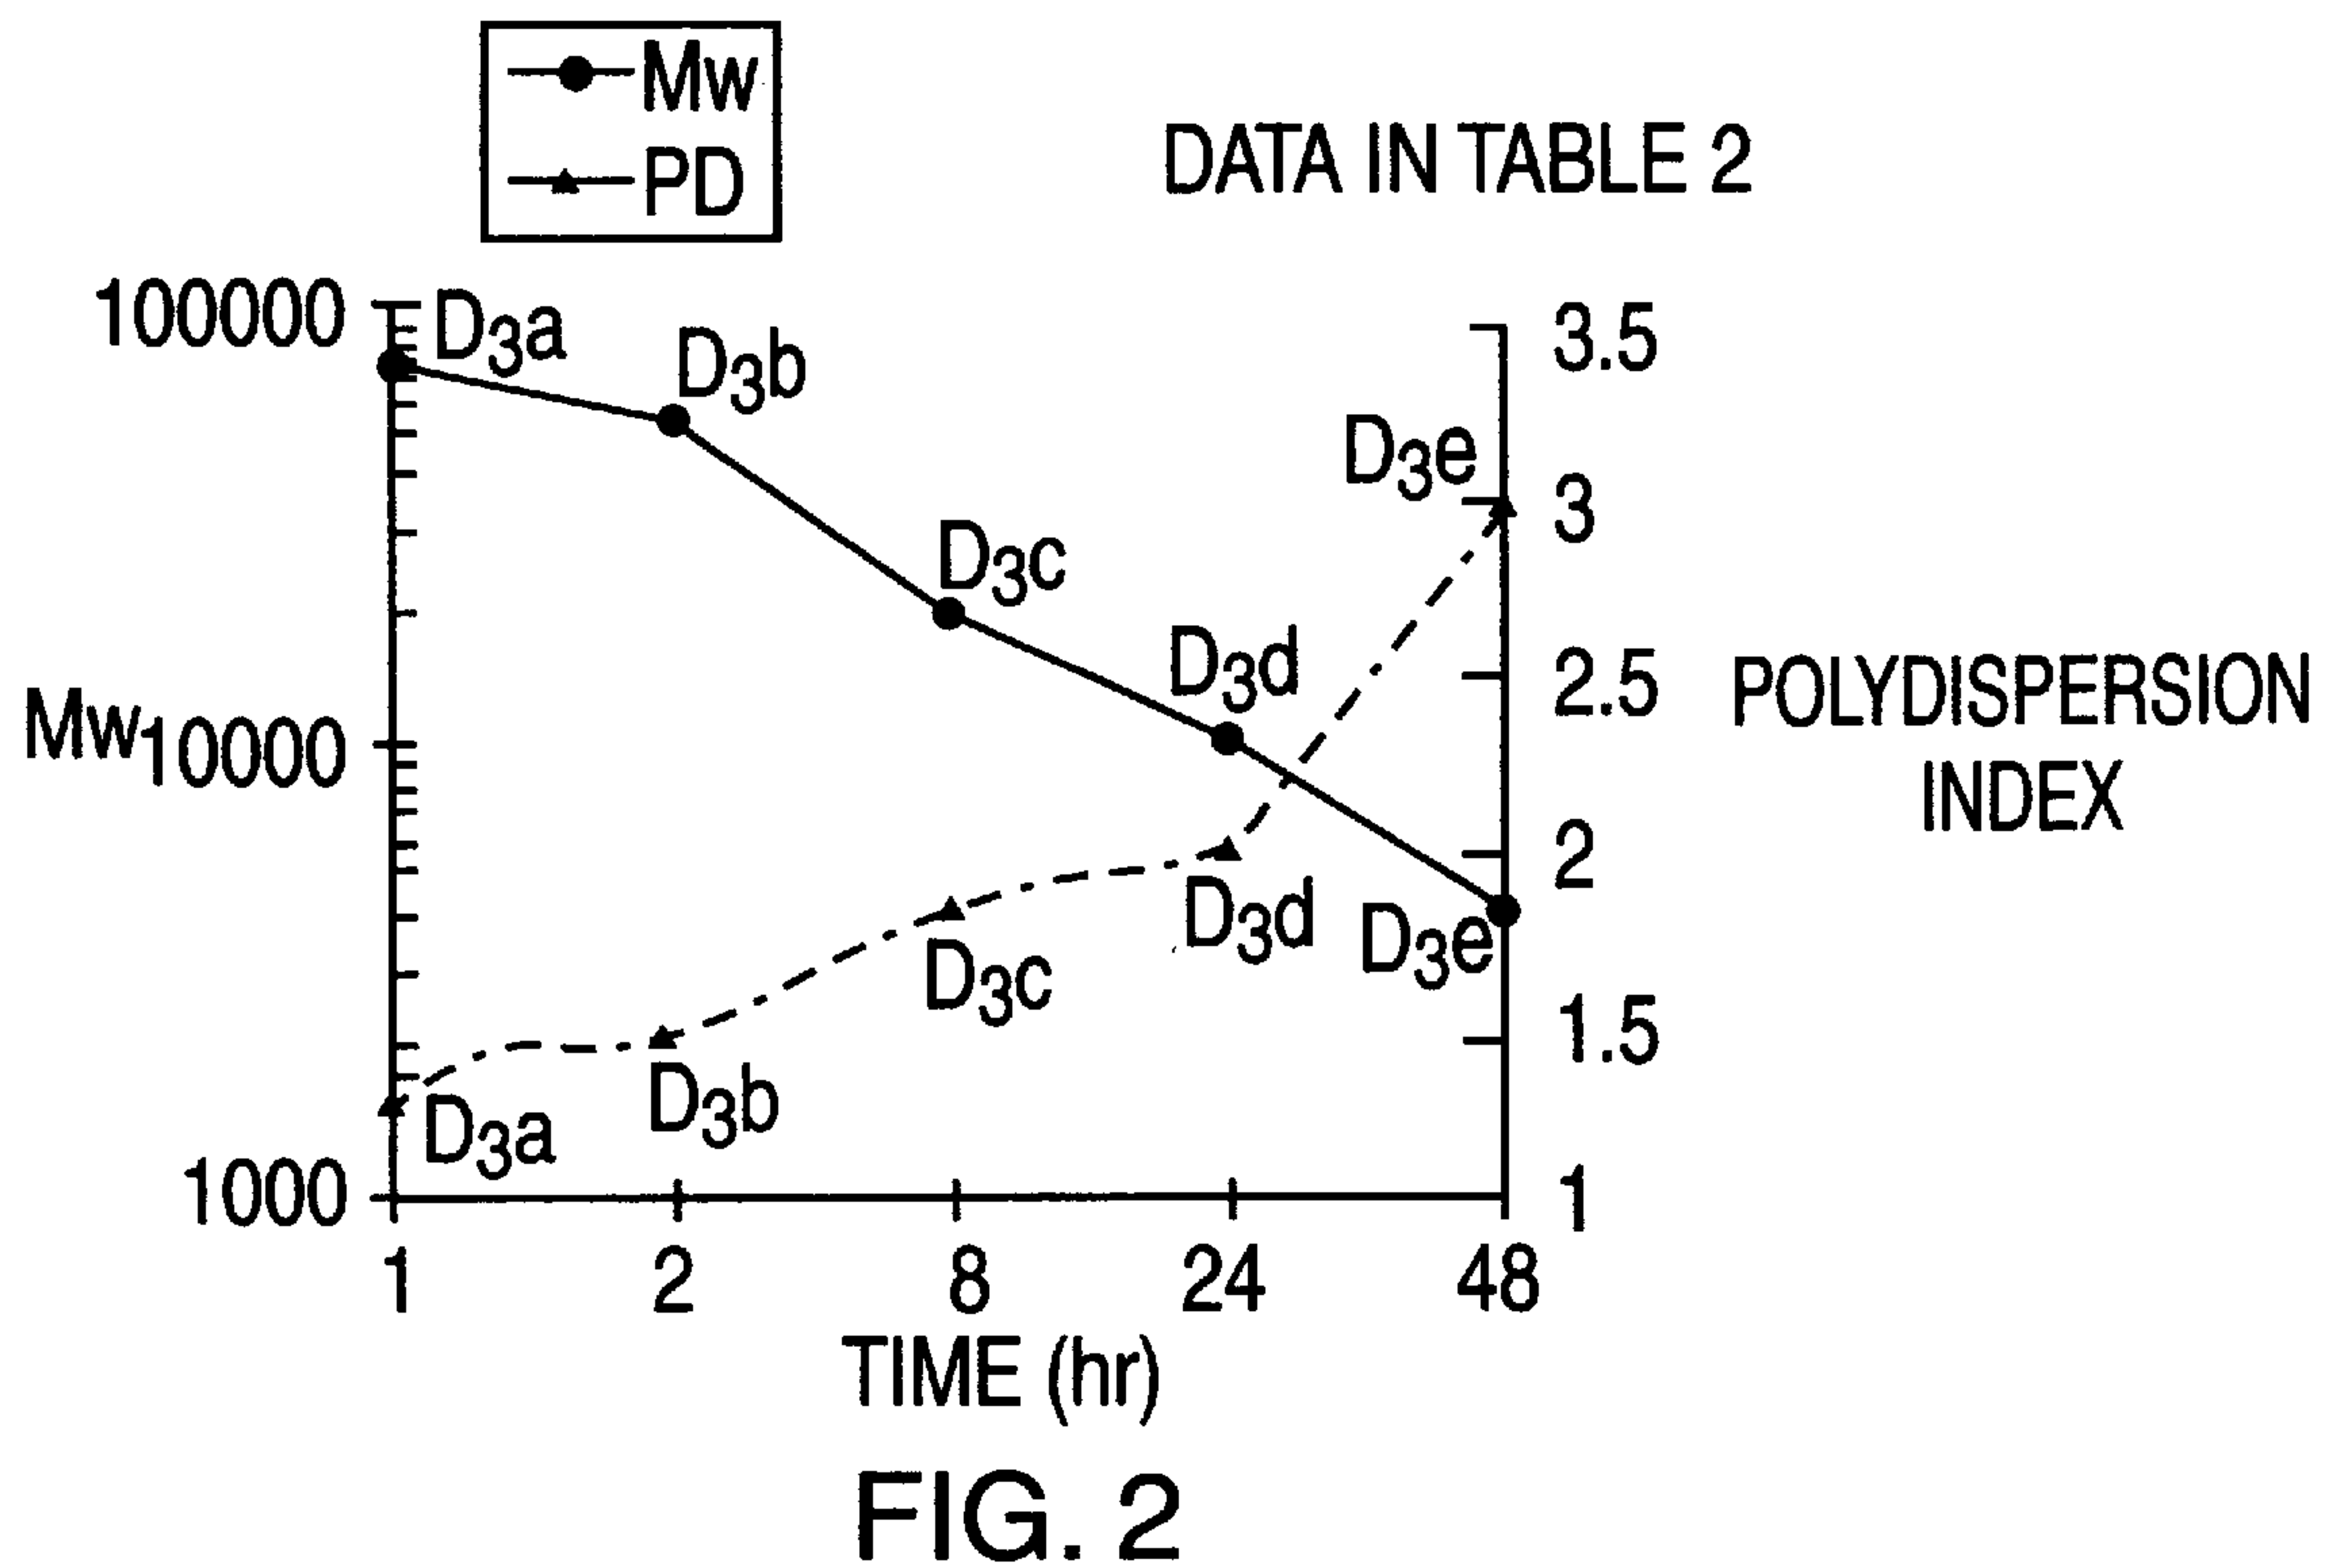 Mw
PD
DATA IN TABLE 2
100000
D3a
D3b
3.5
D3e
3
D3c
D3d
2.5
POLYDISPERSION
INDEX
Mw
10000
2
D3d
D3e
D3c
1.5
D3b
D3a
1000
1
1 2 8 24 48
TIME (hr)
FIG. 2